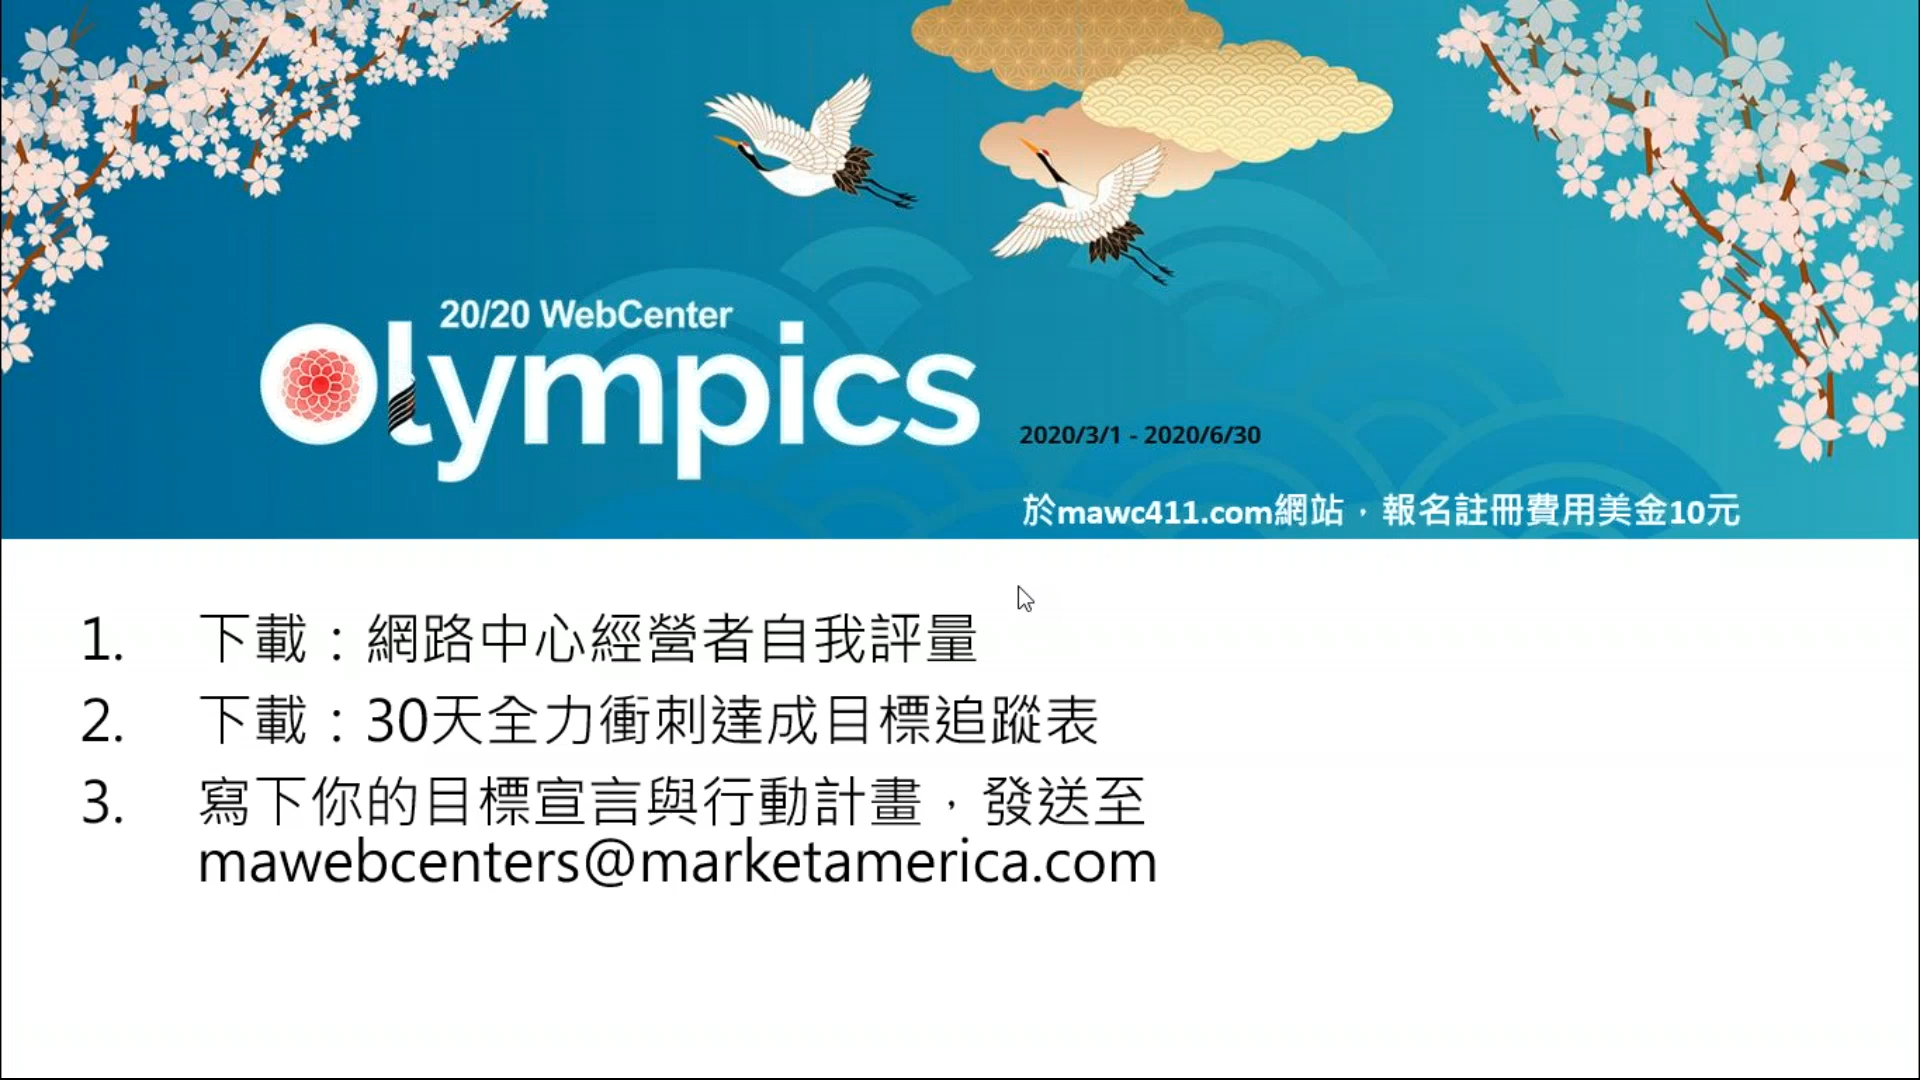 20/20 WebCenter
Olympics
2020/3/1 - 2020/6/30
於mawc411.com網站，報名註冊費用美金10元
1. 下載：網路中心經營者自我評量
2. 下載：30天全力衝刺達成目標追蹤表
3. 寫下你的目標宣言與行動計畫，發送至
mawebcenters@marketamerica.com